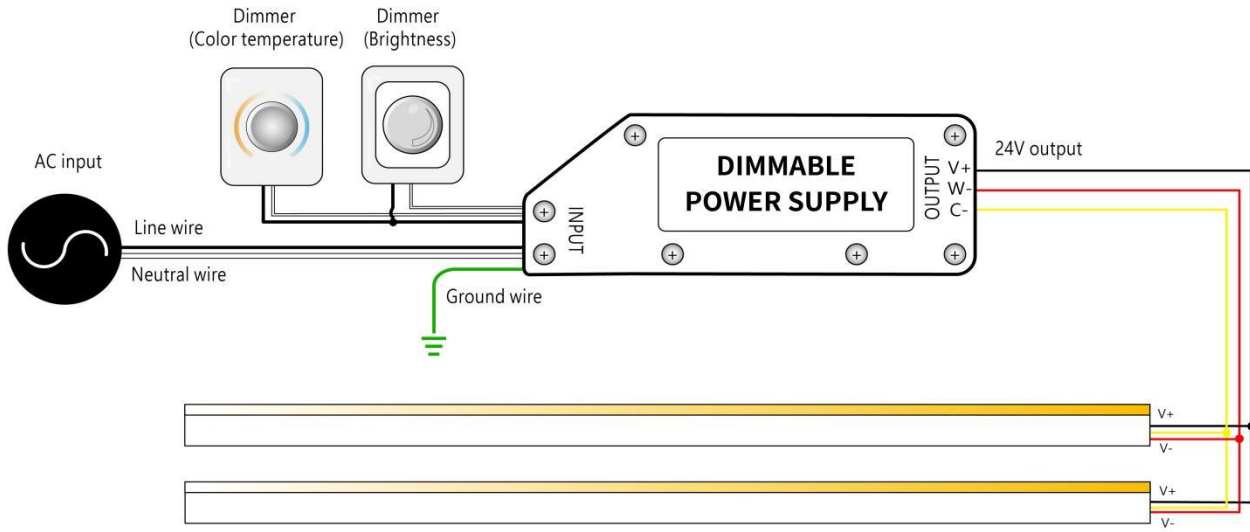 Dimmer
(Color temperature)
Dimmer
(Brightness)
AC input
Line wire
Neutral wire
Ground wire
INPUT
DIMMABLE
POWER SUPPLY
OUTPUT
V+
W-
C-
24V output
V+
V-
V+
V-